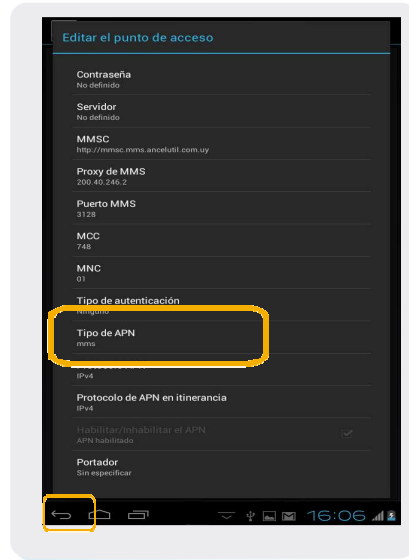 Editar el punto de acceso
Contraseña
No definido
Servidor
No definido
MMSC
http://mmsc.mms.ancelutil.com.uy
Proxy de MMS
200.40.246.2
Puerto MMS
3128
MCC
748
MNC
01
Tipo de autenticación
Ninguno
Tipo de APN
mms
IPv4
Protocolo de APN en itinerancia
IPv4
Habilitar/Inhabilitar el APN
APN habilitado
Portador
Sin especificar
16:06